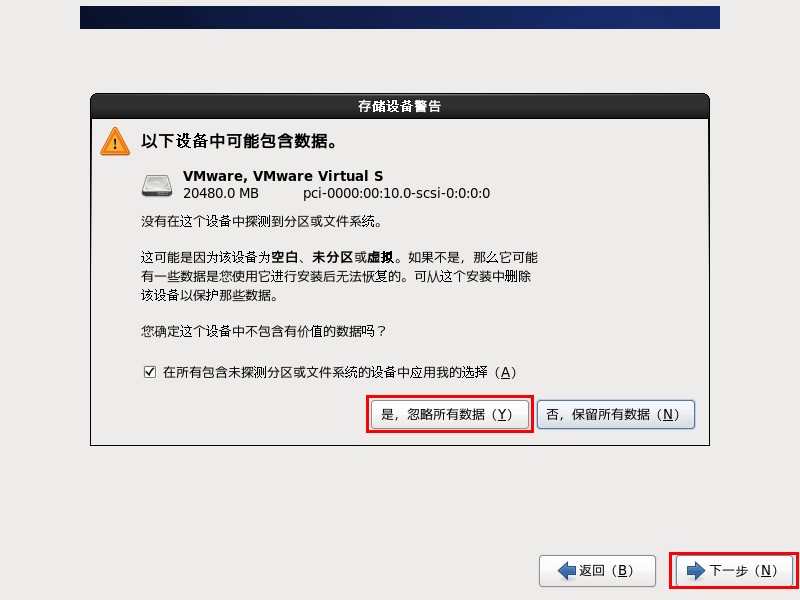 存储设备警告
以下设备中可能包含数据。
VMware, VMware Virtual S
20480.0 MB pci-0000:00:10.0-scsi-0:0:0:0
没有在这个设备中探测到分区或文件系统。
这可能是因为该设备为空白、未分区或虚拟。如果不是，那么它可能
有一些数据是您使用它进行安装后无法恢复的。可从这个安装中删除
该设备以保护那些数据。
您确定这个设备中不包含有价值的数据吗？
在所有包含未探测分区或文件系统的设备中应用我的选择（A）
是，忽略所有数据（Y） 否，保留所有数据（N）
返回（B） 下一步（N）